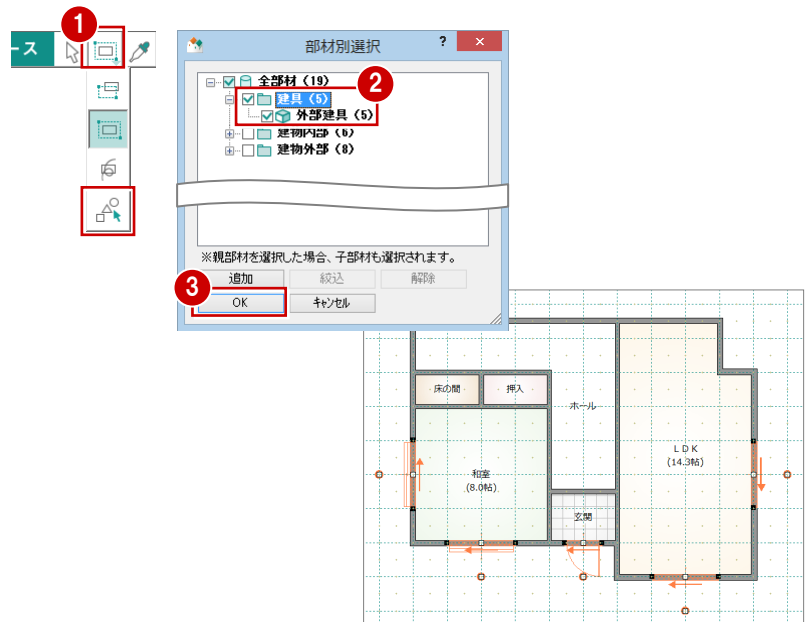 1
ース
部材別選択
?
全部材 (19)
2
建具 (5)
外部建具 (5)
建物内部 (6)
建物外部 (8)
※親部材を選択した場合、子部材も選択されます。
追加
絞込
解除
3
OK
キャンセル
床の間
押入
ホール
LDK
(14.3帖)
和室
(8.0帖)
玄関